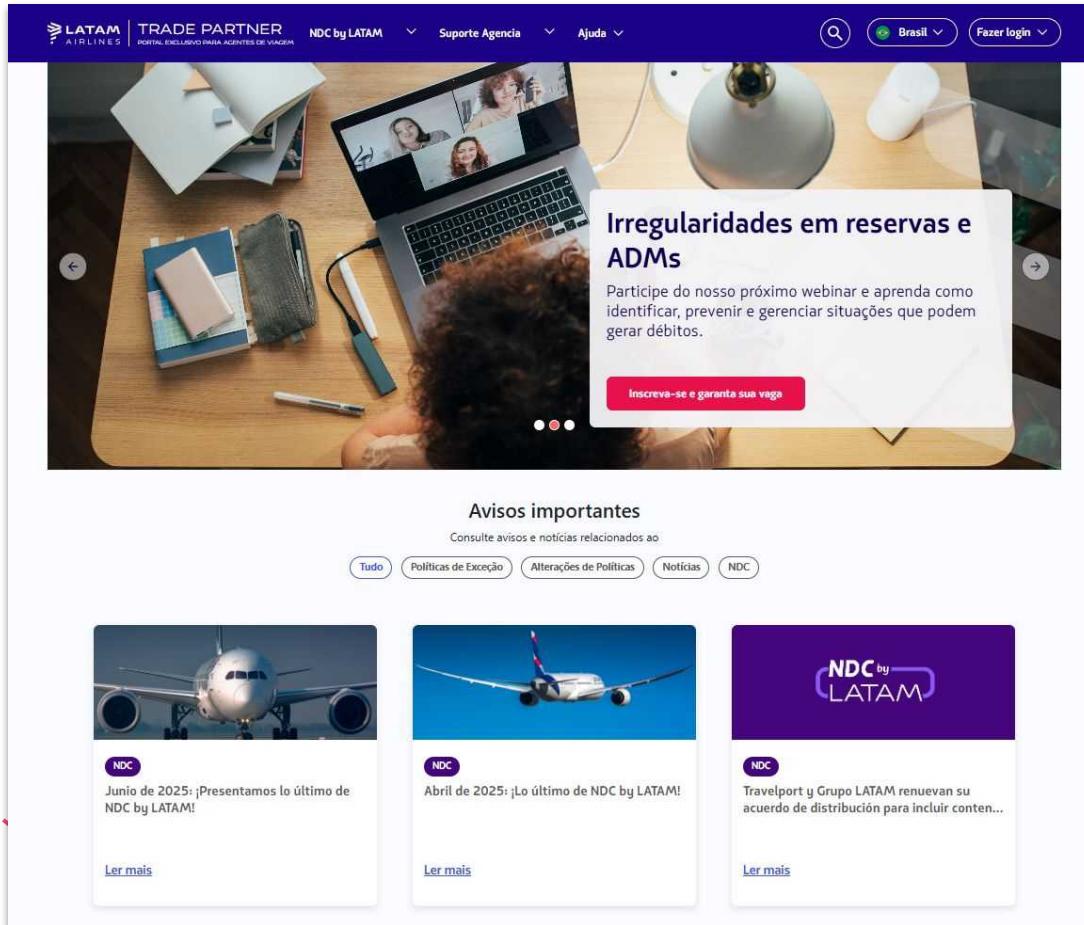 LATAM AIRLINES
TRADE PARTNER
PORTAL EXCLUSIVO PARA AGENTES DE VIAGEM
NDC by LATAM
Suporte Agencia
Ajuda
Brasil
Fazer login
Irregularidades em reservas e
ADMs
Participe do nosso próximo webinar e aprenda como
identificar, prevenir e gerenciar situações que podem
gerar débitos.
Inscreva-se e garanta sua vaga
Avisos importantes
Consulte avisos e notícias relacionados ao
Tudo
Políticas de Exceção
Alterações de Políticas
Notícias
NDC
NDC by
LATAM
NDC
Junio de 2025: ¡Presentamos lo último de
NDC by LATAM!
Ler mais
NDC
Abril de 2025: ¡Lo último de NDC by LATAM!
Ler mais
NDC
Travelport y Grupo LATAM renuevan su
acuerdo de distribución para incluir conten...
Ler mais